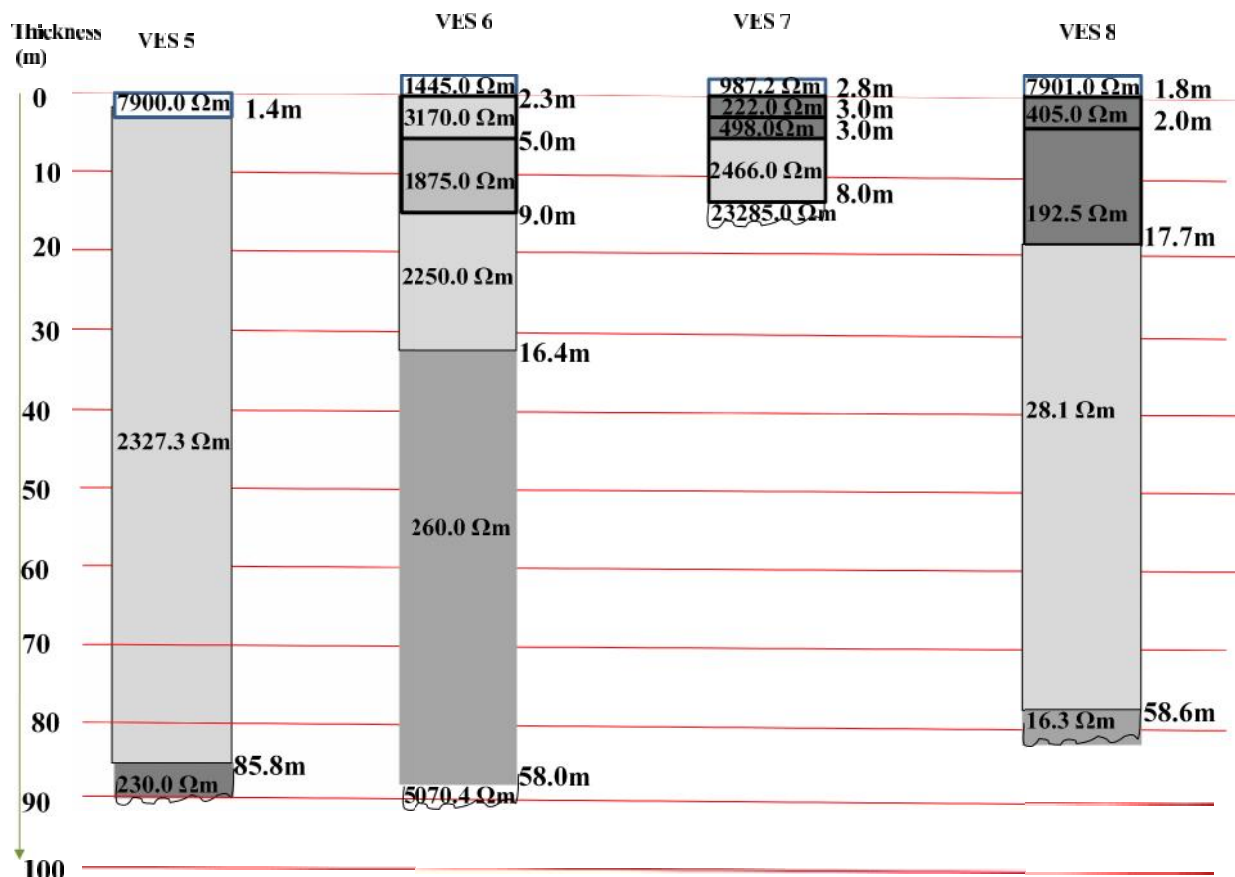 Thickness
(m)
VES 5
VES 6
VES 7
VES 8
0
10
20
30
40
50
60
70
80
90
100
7900.0 Ωm
1.4m
2327.3 Ωm
85.8m
230.0 Ωm
1445.0 Ωm
2.3m
3170.0 Ωm
5.0m
1875.0 Ωm
9.0m
2250.0 Ωm
16.4m
260.0 Ωm
58.0m
5070.4 Ωm
987.2 Ωm
2.8m
222.0 Ωm
3.0m
498.0Ωm
3.0m
2466.0 Ωm
8.0m
23285.0 Ωm
7901.0 Ωm
1.8m
405.0 Ωm
2.0m
192.5 Ωm
17.7m
28.1 Ωm
58.6m
16.3 Ωm